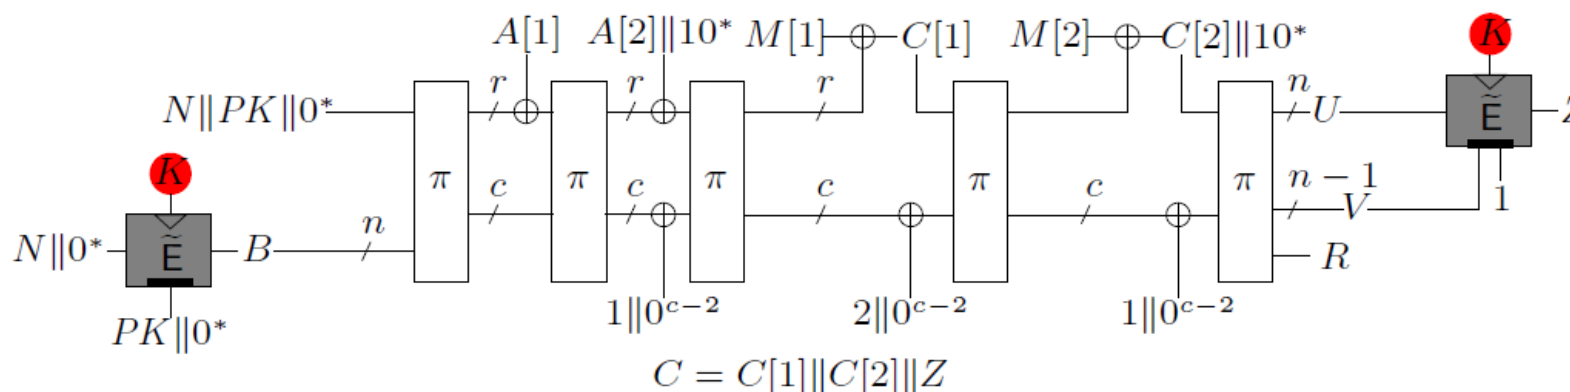 A[1] A[2]∥10* M[1] C[1] M[2] C[2]∥10* K
N∥PK∥0* r r r n U Ẽ Z
K π π π π π
c c c c n − 1 V 1
N∥0* Ẽ B n R
PK∥0* 1∥0^{c−2} 2∥0^{c−2} 1∥0^{c−2}
C = C[1]∥C[2]∥Z